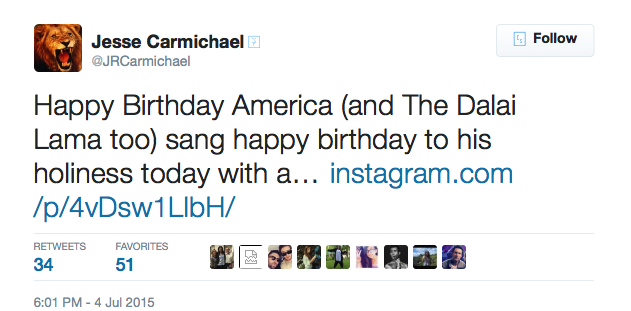 Jesse Carmichael
@JRCarmichael
Follow
Happy Birthday America (and The Dalai
Lama too) sang happy birthday to his
holiness today with a… instagram.com
/p/4vDsw1LlbH/
RETWEETS FAVORITES
34 51
6:01 PM - 4 Jul 2015